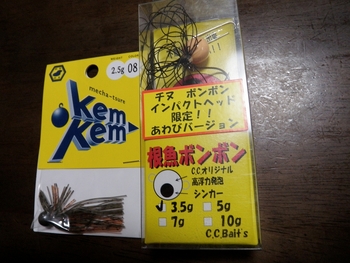 2.5g 08
mecha-tours
Kem
Kem
チヌ ボンボン
インパクトヘッド
限定!!
あわびバージョン
根魚ボンボン
C.Cオリジナル
高浮力発泡
シンカー
3.5g 5g
7g 10g
C.C.Bait's